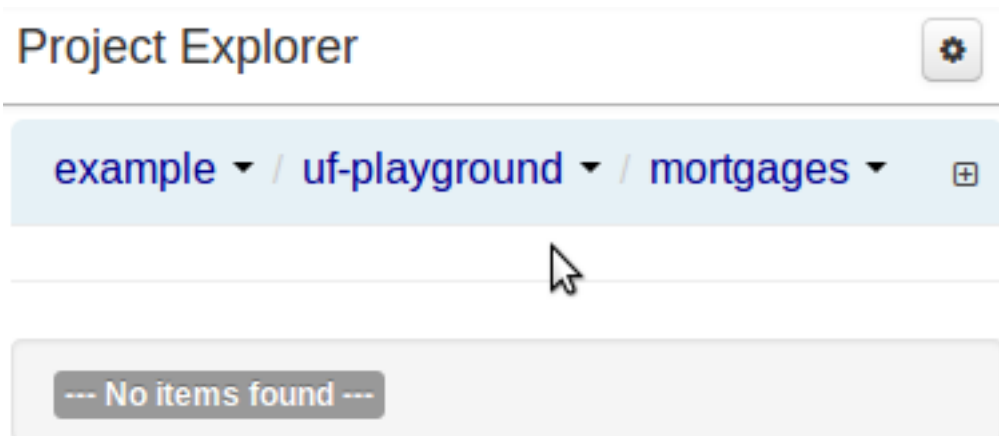 Project Explorer
example / uf-playground / mortgages
--- No items found ---